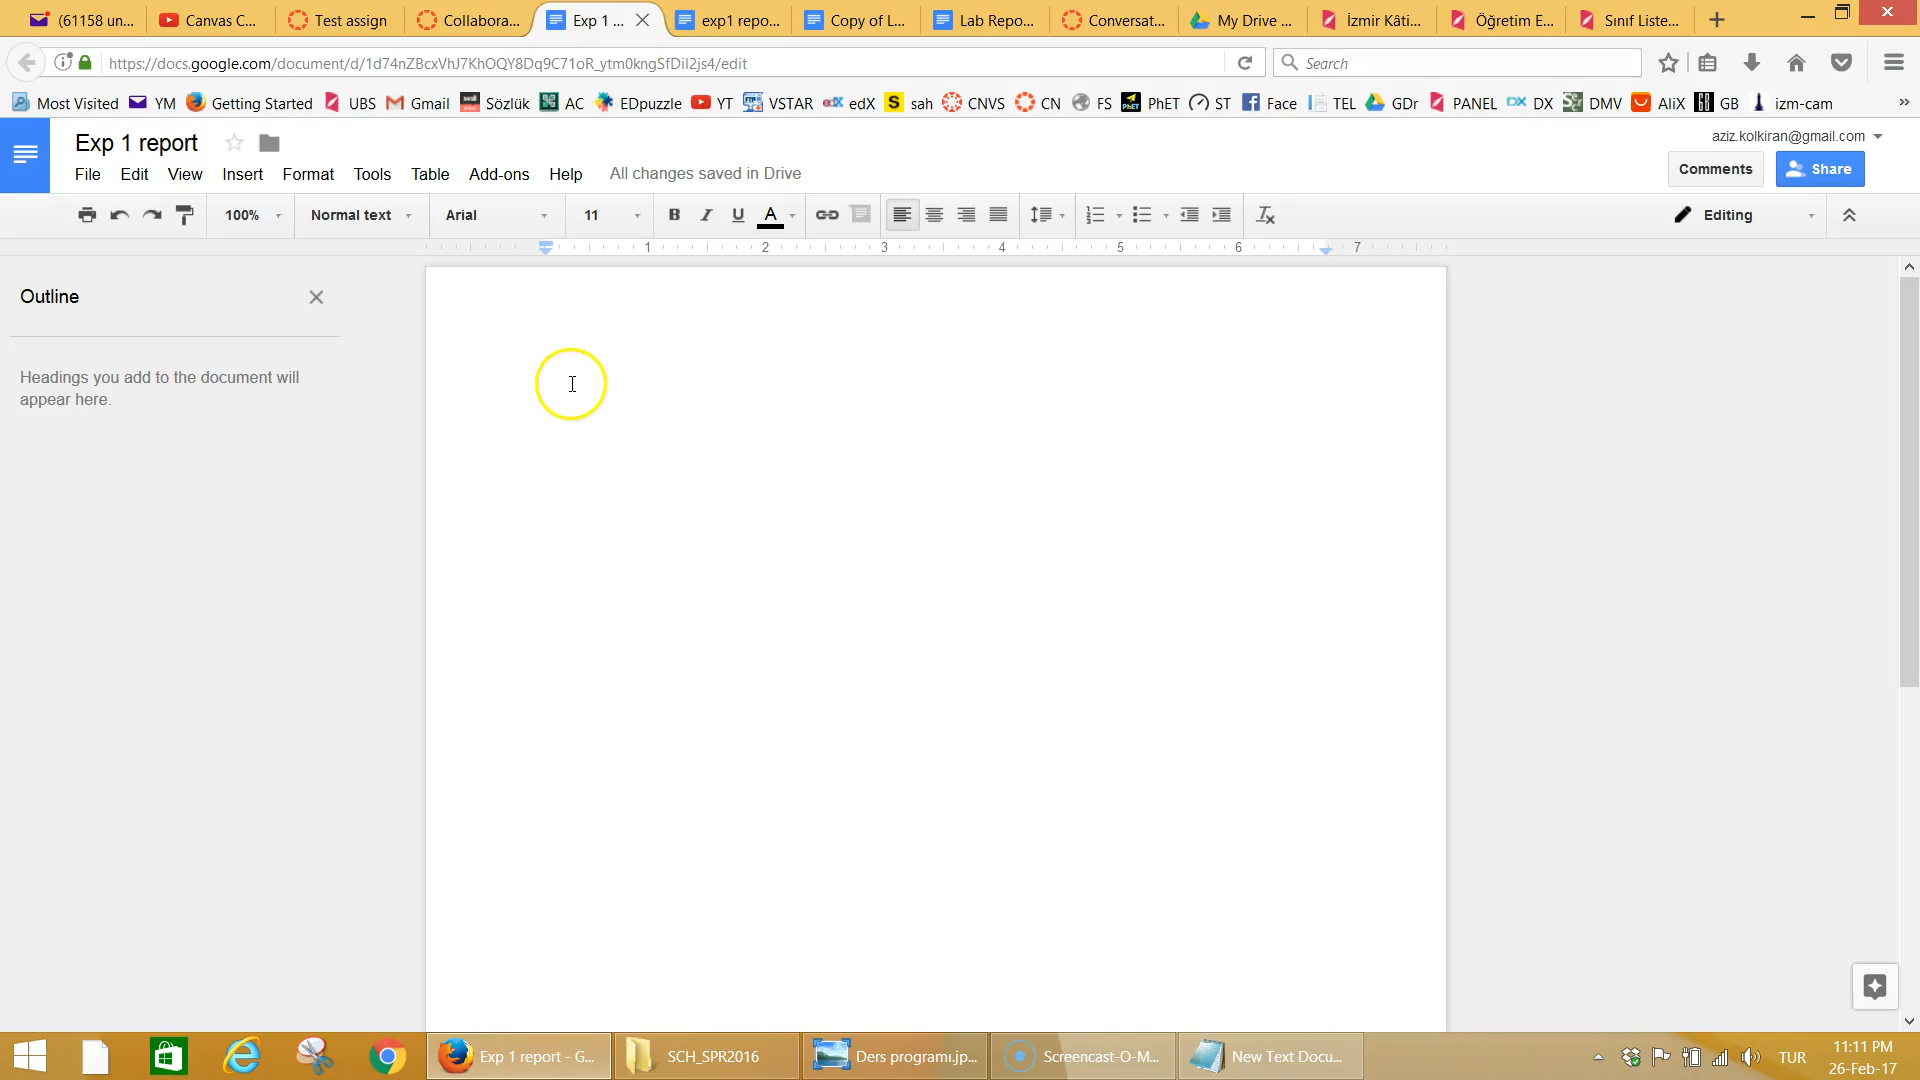 (61158 un...
Canvas C...
Test assign
Collabora...
Exp 1 ...
exp1 repo...
Copy of L...
Lab Repo...
Conversat...
My Drive ...
İzmir Kâti...
Öğretim E...
Sınıf Liste...
https://docs.google.com/document/d/1d74nZBcxVhJ7KhOQY8Dq9C71oR_ytm0kngSfDiI2js4/edit
Search
Most Visited YM Getting Started UBS Gmail Sözlük AC EDpuzzle YT VSTAR edX sah CNVS CN FS PhET ST Face TEL GDr PANEL DX DMV AliX GB izm-cam
Exp 1 report
aziz.kolkiran@gmail.com
File Edit View Insert Format Tools Table Add-ons Help All changes saved in Drive
Comments
Share
100% Normal text Arial 11 B I U A Editing
1 2 3 4 5 6 7
Outline
Headings you add to the document will
appear here.
Exp 1 report - G...
SCH_SPR2016
Ders programı.jp...
Screencast-O-M...
New Text Docu...
TUR
11:11 PM
26-Feb-17